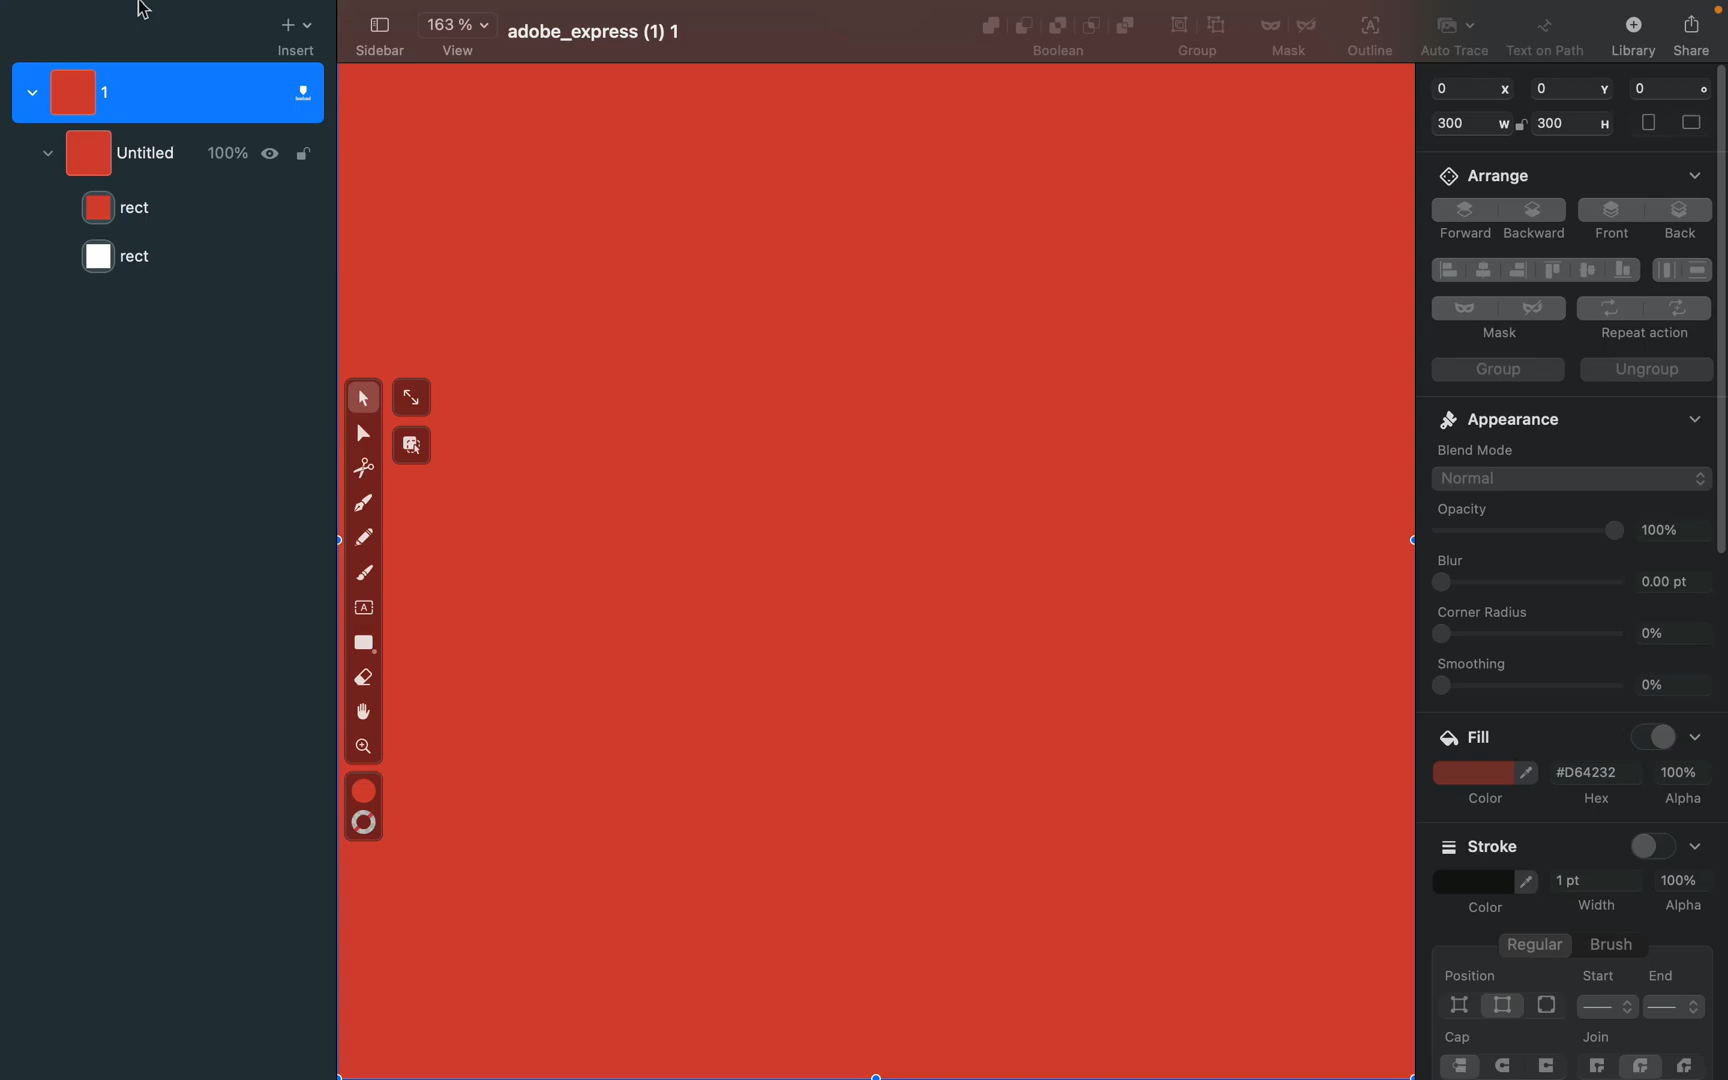 Insert
Sidebar
163 %
View
adobe_express (1) 1
Boolean
Group
Mask
Outline
Auto Trace
Text on Path
Library
Share
1
Untitled 100%
rect
rect
A
0 X 0 Y 0 °
300 W 300 H
Arrange
Forward Backward Front Back
Mask Repeat action
Group Ungroup
Appearance
Blend Mode
Normal
Opacity
100%
Blur
0.00 pt
Corner Radius
0%
Smoothing
0%
Fill
#D64232 100%
Color Hex Alpha
Stroke
1 pt 100%
Color Width Alpha
Regular Brush
Position Start End
Cap Join